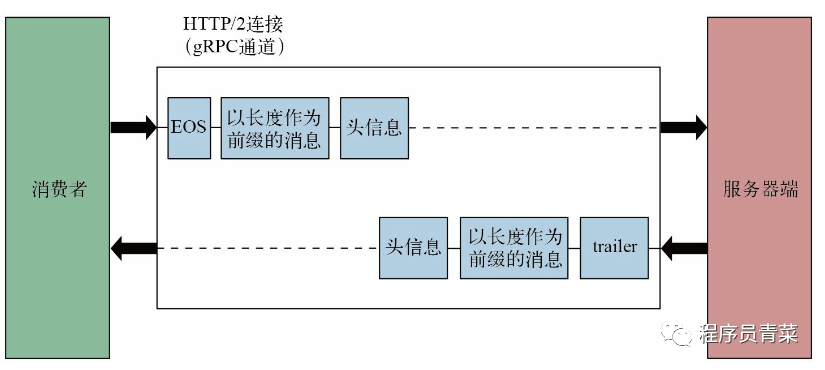 HTTP/2连接
（gRPC通道）
消费者
EOS
以长度作为
前缀的消息
头信息
头信息
以长度作为
前缀的消息
trailer
服务器端
程序员青菜